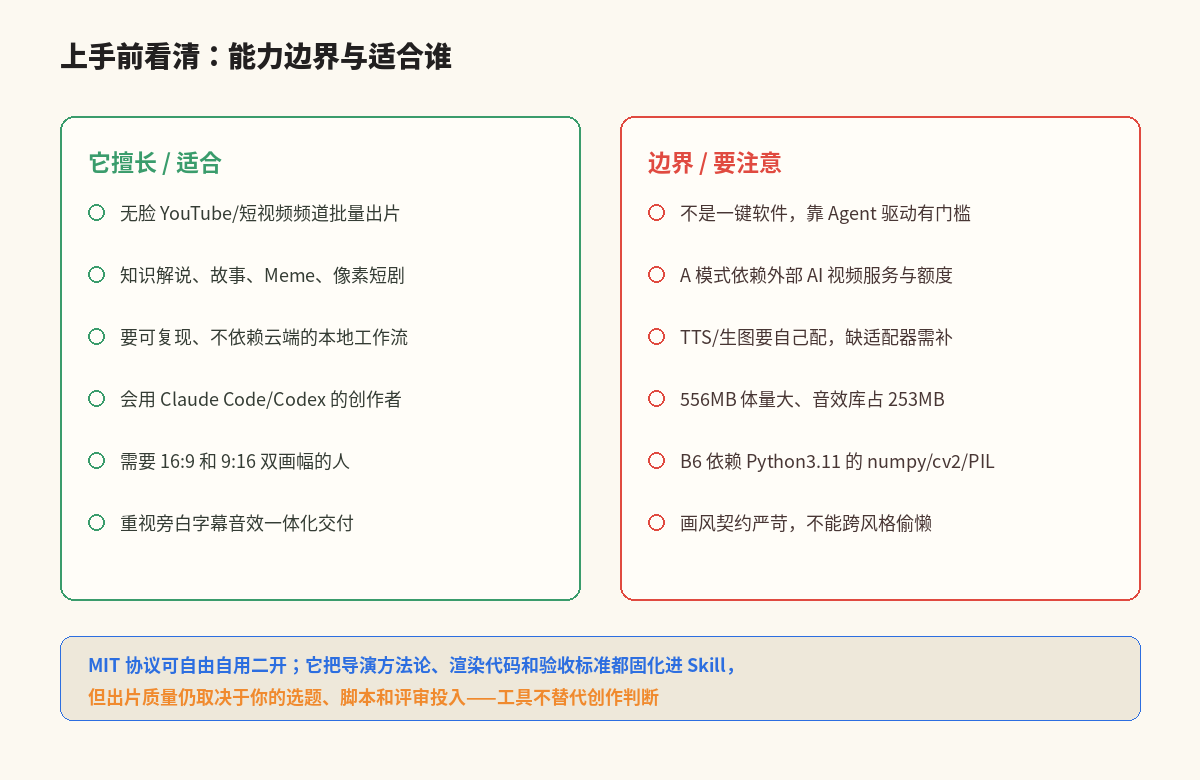 上手前看清：能力边界与适合谁
它擅长 / 适合
无脸 YouTube/短视频频道批量出片
知识解说、故事、Meme、像素短剧
要可复现、不依赖云端的本地工作流
会用 Claude Code/Codex 的创作者
需要 16:9 和 9:16 双画幅的人
重视旁白字幕音效一体化交付
边界 / 要注意
不是一键软件，靠 Agent 驱动有门槛
A 模式依赖外部 AI 视频服务与额度
TTS/生图要自己配，缺适配器需补
556MB 体量大、音效库占 253MB
B6 依赖 Python3.11 的 numpy/cv2/PIL
画风契约严苛，不能跨风格偷懒
MIT 协议可自由自用二开；它把导演方法论、渲染代码和验收标准都固化进 Skill，
但出片质量仍取决于你的选题、脚本和评审投入——工具不替代创作判断